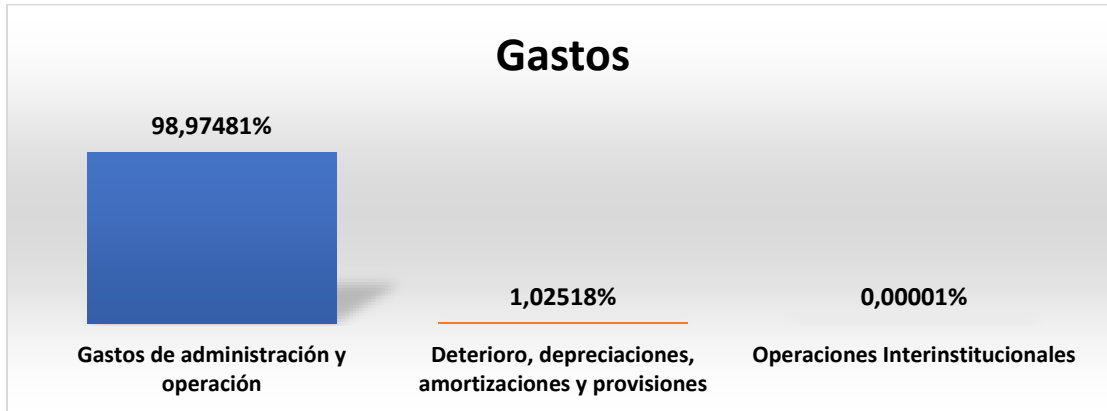 Gastos
98,97481%
1,02518%
0,00001%
Gastos de administración y
operación
Deterioro, depreciaciones,
amortizaciones y provisiones
Operaciones Interinstitucionales